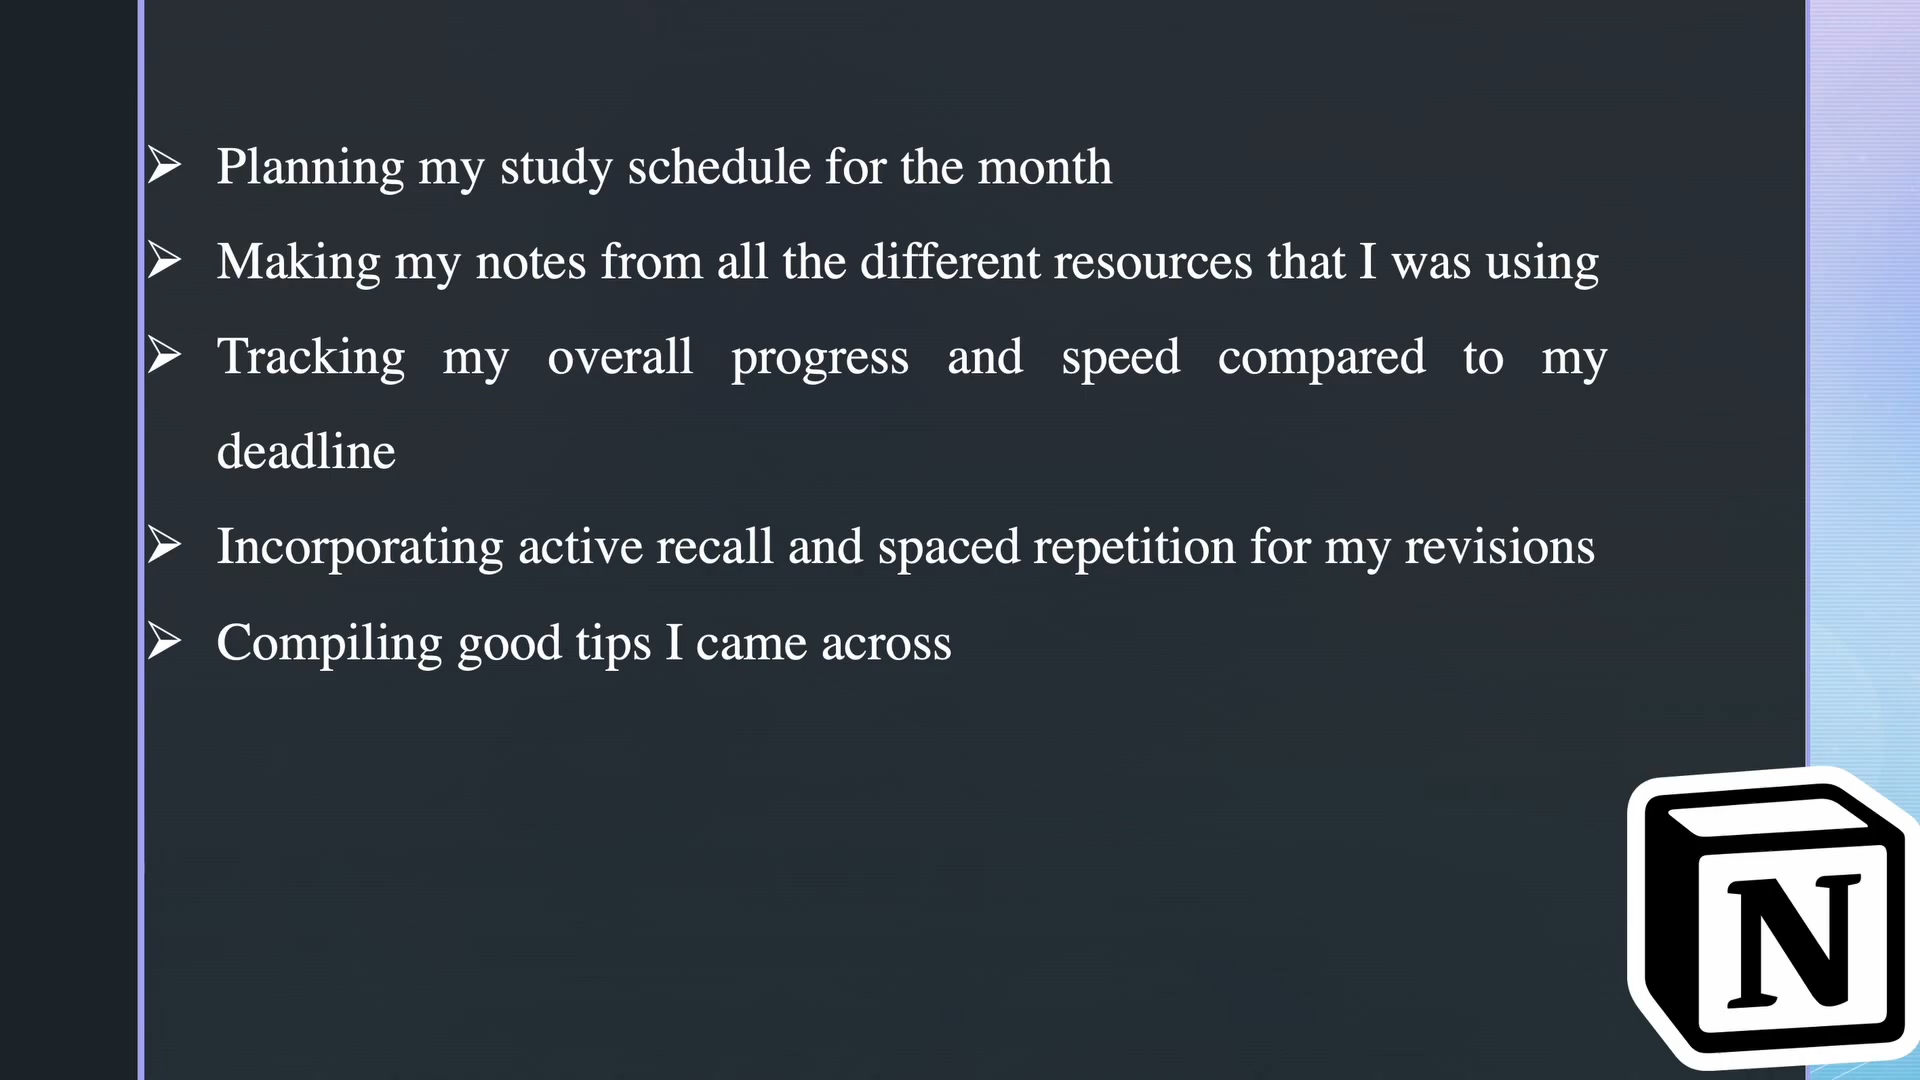 Planning my study schedule for the month
Making my notes from all the different resources that I was using
Tracking my overall progress and speed compared to my
deadline
Incorporating active recall and spaced repetition for my revisions
Compiling good tips I came across
N